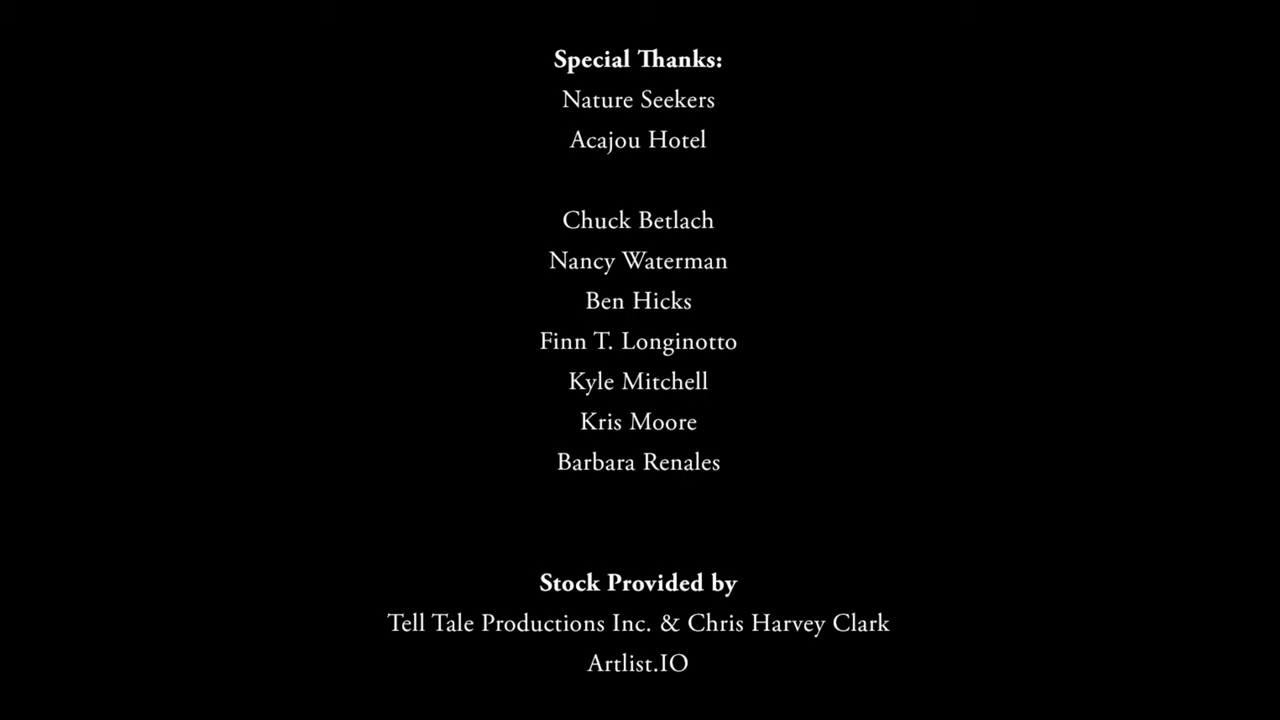 Special Thanks:
Nature Seekers
Acajou Hotel
Chuck Betlach
Nancy Waterman
Ben Hicks
Finn T. Longinotto
Kyle Mitchell
Kris Moore
Barbara Renales
Stock Provided by
Tell Tale Productions Inc. & Chris Harvey Clark
Artlist.IO